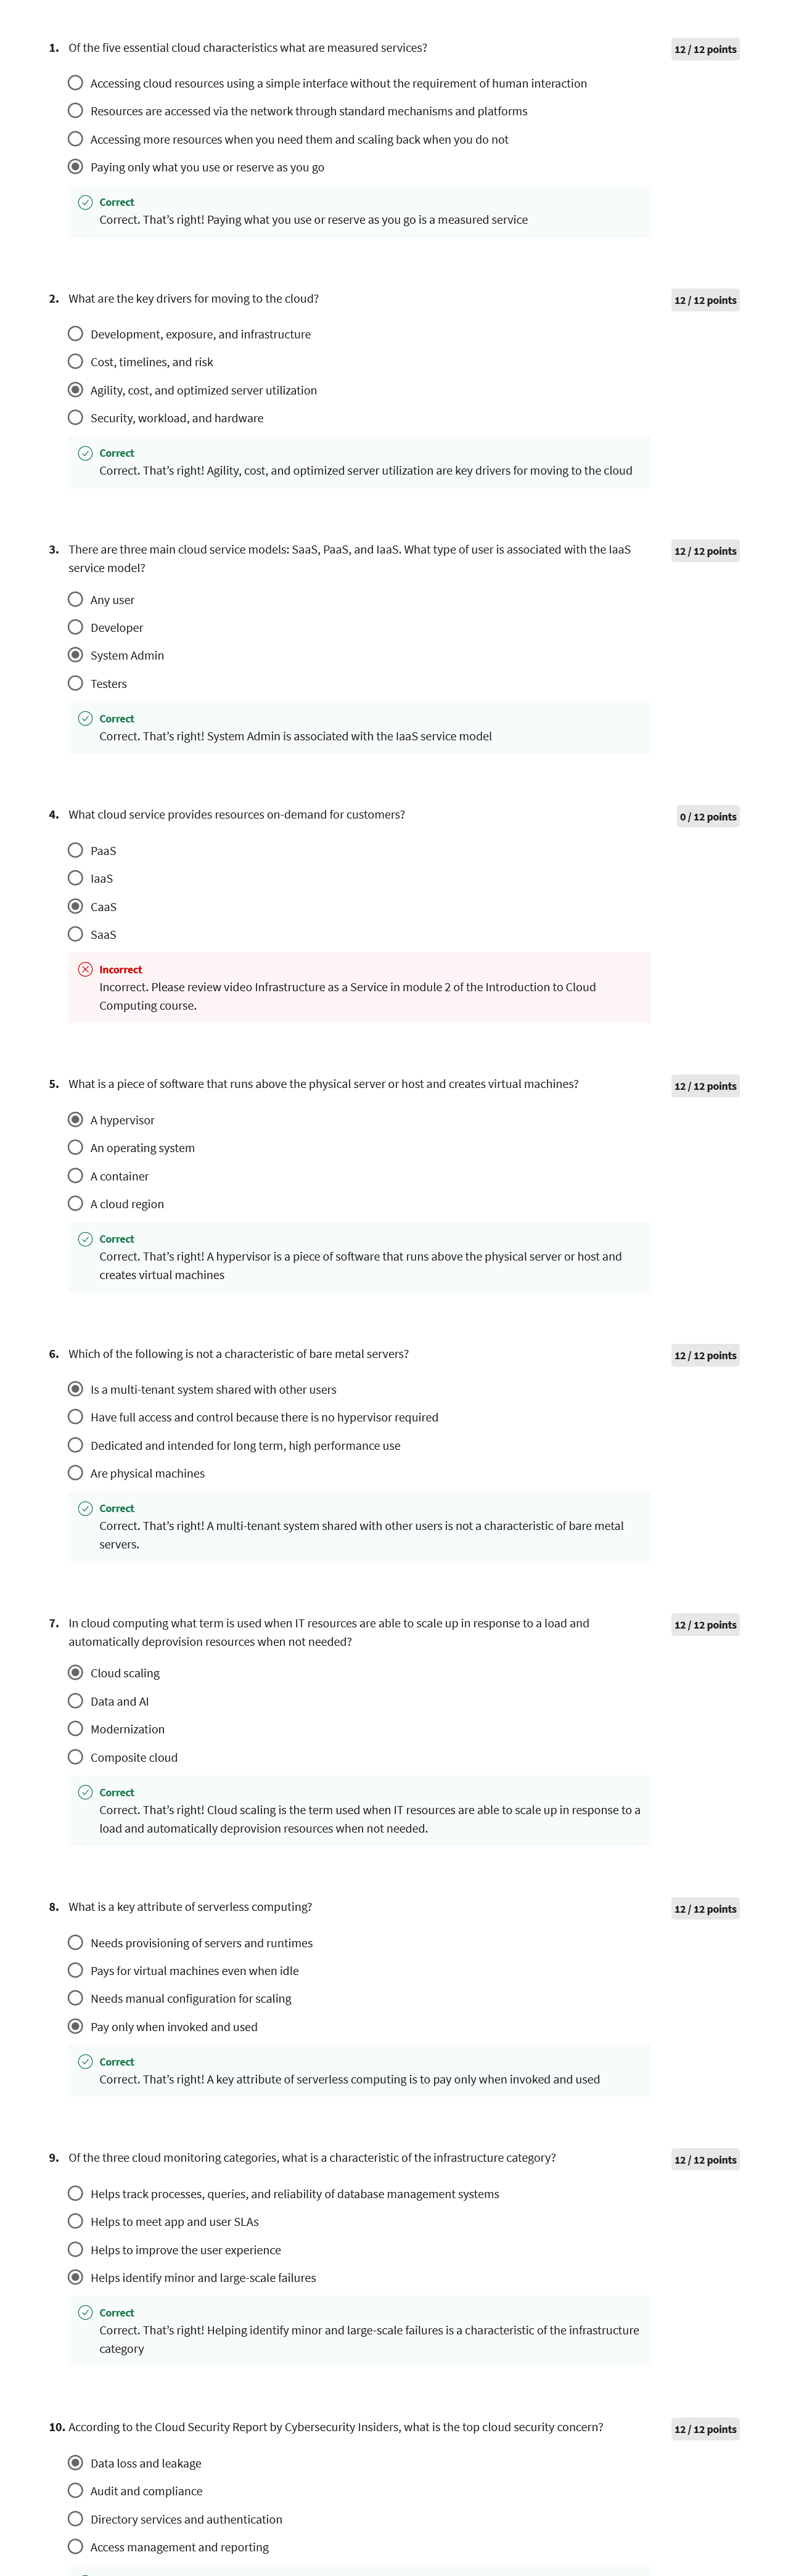 1. Of the five essential cloud characteristics what are measured services?
12 / 12 points
Accessing cloud resources using a simple interface without the requirement of human interaction
Resources are accessed via the network through standard mechanisms and platforms
Accessing more resources when you need them and scaling back when you do not
Paying only what you use or reserve as you go
Correct
Correct. That’s right! Paying what you use or reserve as you go is a measured service
2. What are the key drivers for moving to the cloud?
12 / 12 points
Development, exposure, and infrastructure
Cost, timelines, and risk
Agility, cost, and optimized server utilization
Security, workload, and hardware
Correct
Correct. That’s right! Agility, cost, and optimized server utilization are key drivers for moving to the cloud
3. There are three main cloud service models: SaaS, PaaS, and IaaS. What type of user is associated with the IaaS
service model?
12 / 12 points
Any user
Developer
System Admin
Testers
Correct
Correct. That’s right! System Admin is associated with the IaaS service model
4. What cloud service provides resources on-demand for customers?
0 / 12 points
PaaS
IaaS
CaaS
SaaS
Incorrect
Incorrect. Please review video Infrastructure as a Service in module 2 of the Introduction to Cloud
Computing course.
5. What is a piece of software that runs above the physical server or host and creates virtual machines?
12 / 12 points
A hypervisor
An operating system
A container
A cloud region
Correct
Correct. That’s right! A hypervisor is a piece of software that runs above the physical server or host and
creates virtual machines
6. Which of the following is not a characteristic of bare metal servers?
12 / 12 points
Is a multi-tenant system shared with other users
Have full access and control because there is no hypervisor required
Dedicated and intended for long term, high performance use
Are physical machines
Correct
Correct. That’s right! A multi-tenant system shared with other users is not a characteristic of bare metal
servers.
7. In cloud computing what term is used when IT resources are able to scale up in response to a load and
automatically deprovision resources when not needed?
12 / 12 points
Cloud scaling
Data and AI
Modernization
Composite cloud
Correct
Correct. That’s right! Cloud scaling is the term used when IT resources are able to scale up in response to a
load and automatically deprovision resources when not needed.
8. What is a key attribute of serverless computing?
12 / 12 points
Needs provisioning of servers and runtimes
Pays for virtual machines even when idle
Needs manual configuration for scaling
Pay only when invoked and used
Correct
Correct. That’s right! A key attribute of serverless computing is to pay only when invoked and used
9. Of the three cloud monitoring categories, what is a characteristic of the infrastructure category?
12 / 12 points
Helps track processes, queries, and reliability of database management systems
Helps to meet app and user SLAs
Helps to improve the user experience
Helps identify minor and large-scale failures
Correct
Correct. That’s right! Helping identify minor and large-scale failures is a characteristic of the infrastructure
category
10. According to the Cloud Security Report by Cybersecurity Insiders, what is the top cloud security concern?
12 / 12 points
Data loss and leakage
Audit and compliance
Directory services and authentication
Access management and reporting